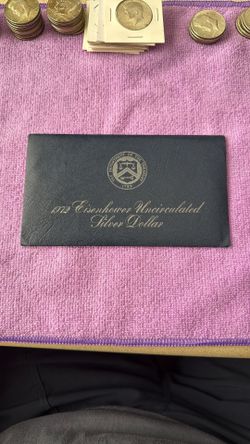 1972 Eisenhower Uncirculated
Silver Dollar